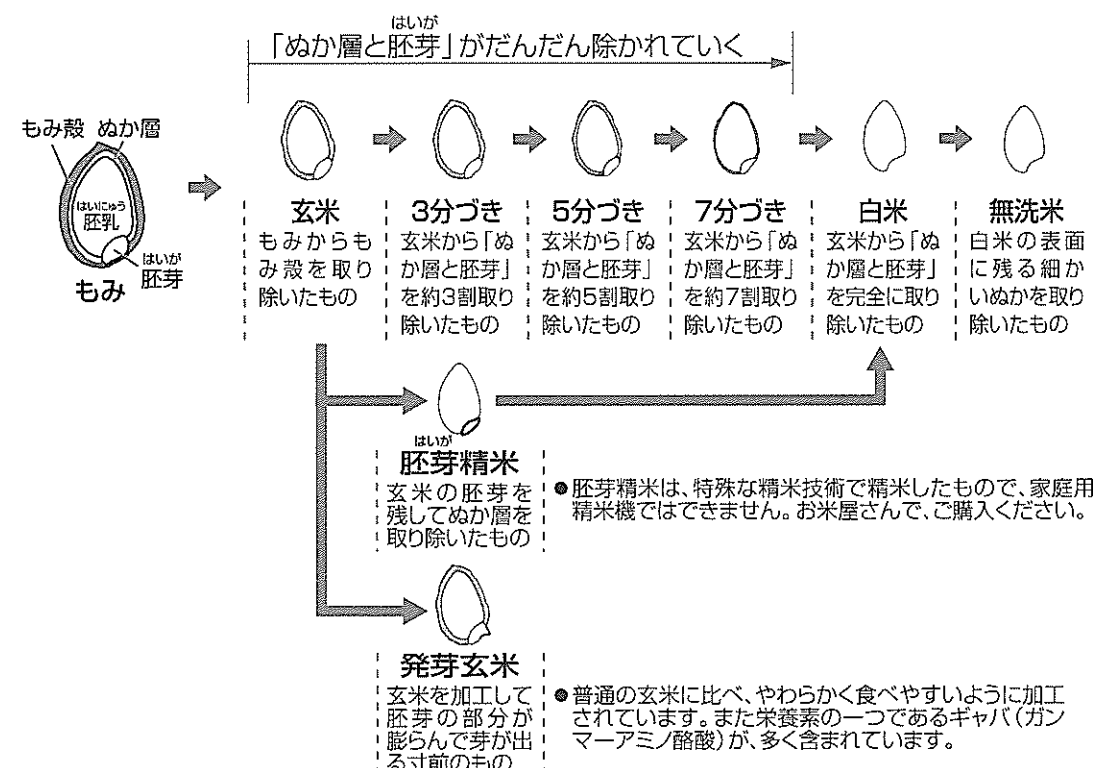 はいが
「ぬか層と胚芽」がだんだん除かれていく
もみ殻 ぬか層
はいにゅう
胚乳
はいが
胚芽
もみ
玄米
もみからも
み殻を取り
除いたもの
3分づき
玄米から「ぬ
か層と胚芽」
を約3割取り
除いたもの
5分づき
玄米から「ぬ
か層と胚芽」
を約5割取り
除いたもの
7分づき
玄米から「ぬ
か層と胚芽」
を約7割取り
除いたもの
白米
玄米から「ぬ
か層と胚芽」
を完全に取り
除いたもの
無洗米
白米の表面
に残る細か
いぬかを取り
除いたもの
はいが
胚芽精米
玄米の胚芽を
残してぬか層を
取り除いたもの
●胚芽精米は、特殊な精米技術で精米したもので、家庭用
精米機ではできません。お米屋さんで、ご購入ください。
発芽玄米
玄米を加工して
胚芽の部分が
膨らんで芽が出
る寸前のもの
●普通の玄米に比べ、やわらかく食べやすいように加工
されています。また栄養素の一つであるギャバ(ガン
マーアミノ酪酸)が、多く含まれています。